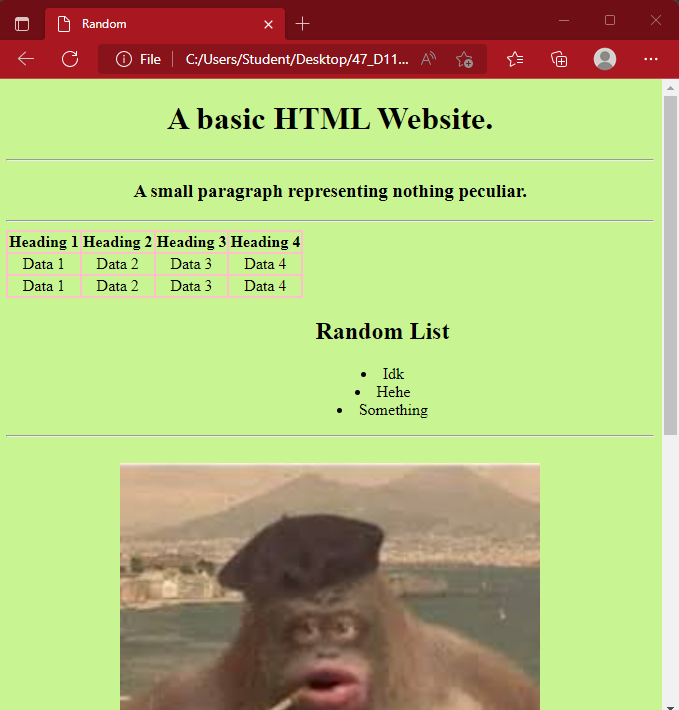 Random
File
C:/Users/Student/Desktop/47_D11...
A basic HTML Website.
A small paragraph representing nothing peculiar.
Heading 1 Heading 2 Heading 3 Heading 4
Data 1 Data 2 Data 3 Data 4
Data 1 Data 2 Data 3 Data 4
Random List
• Idk
• Hehe
• Something